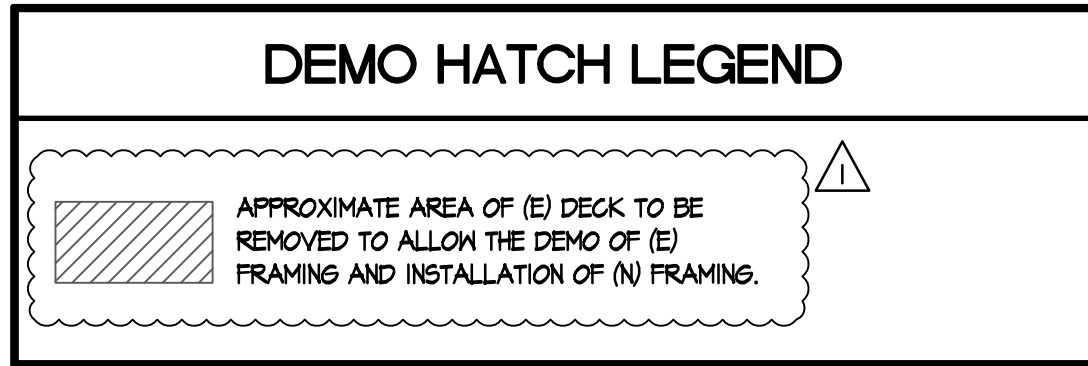 DEMO HATCH LEGEND
APPROXIMATE AREA OF (E) DECK TO BE
REMOVED TO ALLOW THE DEMO OF (E)
FRAMING AND INSTALLATION OF (N) FRAMING.
1